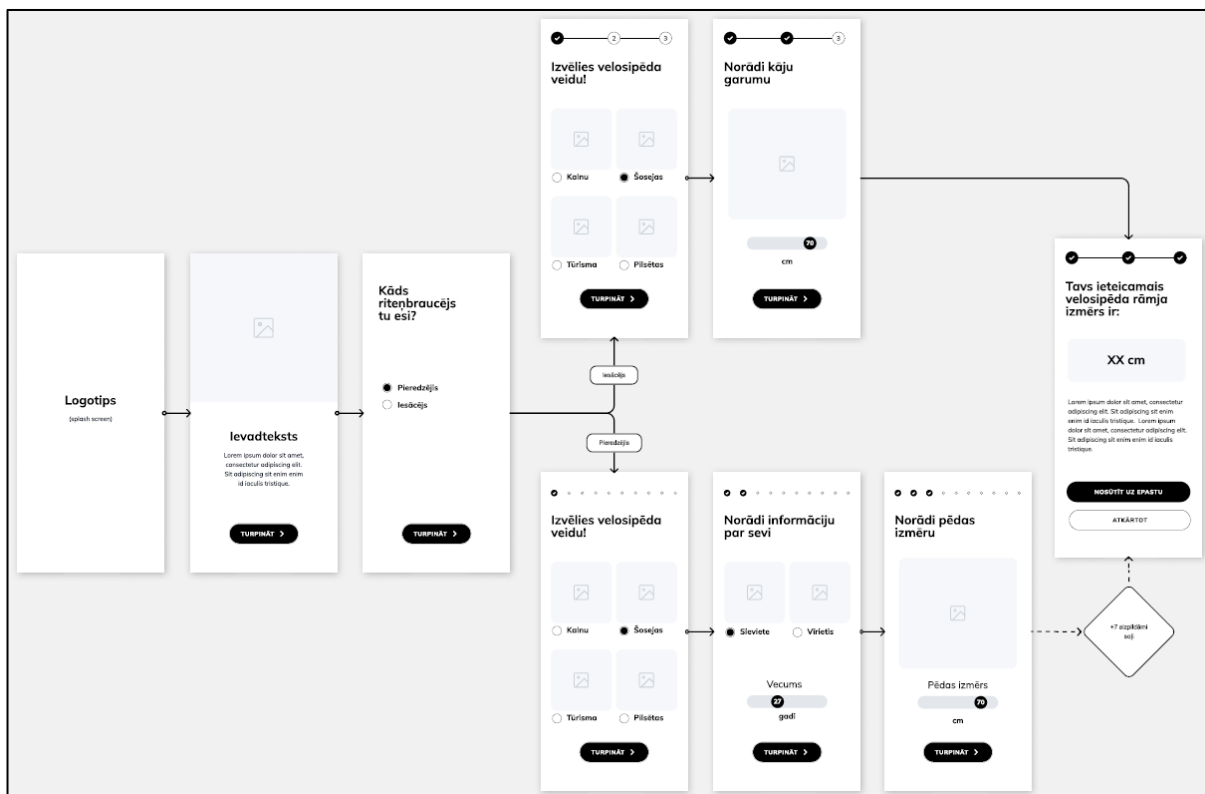 Logotips
(splash screen)
Ievadteksts
Lorem ipsum dolor sit amet,
consectetur adipiscing elit.
Sit adipiscing sit enim enim
id iaculis tristique.
TURPINĀT
Kāds
riteņbraucējs
tu esi?
Pieredzējis
Iesācējs
TURPINĀT
Iesācējs
Pieredzējis
2
3
Izvēlies velosipēda
veidu!
Kalnu
Šosejas
Tūrisma
Pilsētas
TURPINĀT
3
Norādi kāju
garumu
70
cm
TURPINĀT
Izvēlies velosipēda
veidu!
Kalnu
Šosejas
Tūrisma
Pilsētas
TURPINĀT
Norādi informāciju
par sevi
Sieviete
Vīrietis
Vecums
27
gadi
TURPINĀT
Norādi pēdas
izmēru
Pēdas izmērs
70
cm
TURPINĀT
+7 aizpildāmi
soļi
Tavs ieteicamais
velosipēda rāmja
izmērs ir:
XX cm
Lorem ipsum dolor sit amet, consectetur
adipiscing elit. Sit adipiscing sit enim
enim id iaculis tristique. Lorem ipsum
dolor sit amet, consectetur adipiscing elit.
Sit adipiscing sit enim enim id iaculis
tristique.
NOSŪTĪT UZ EPASTU
ATKĀRTOT